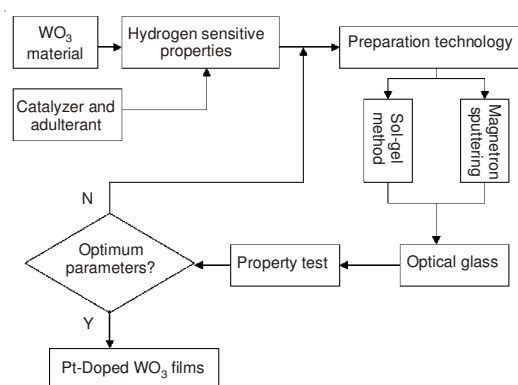 WO₃
material
Hydrogen sensitive
properties
Preparation technology
Catalyzer and
adulterant
Sol-gel
method
Magnetron
sputtering
N
Optimum
parameters?
Property test
Optical glass
Y
Pt-Doped WO₃ films